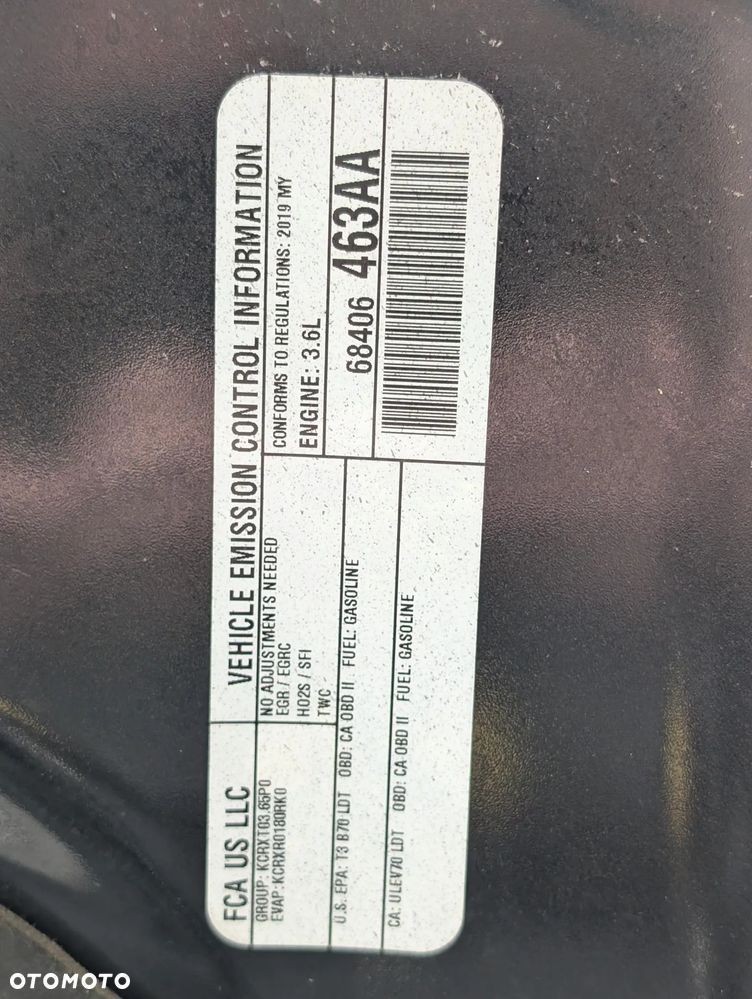 FCA US LLC
GROUP: KCRXT03.65P0
EVAP: KCRXR0180RK0
VEHICLE EMISSION CONTROL INFORMATION
NO ADJUSTMENTS NEEDED
EGR / EGRC
HO2S / SFI
TWC
CONFORMS TO REGULATIONS: 2019 MY
ENGINE: 3.6L
68406 463AA
U.S. EPA: T3 B70 LDT OBD: CA OBD II FUEL: GASOLINE
CA: ULEV70 LDT OBD: CA OBD II FUEL: GASOLINE
OTOMOTO